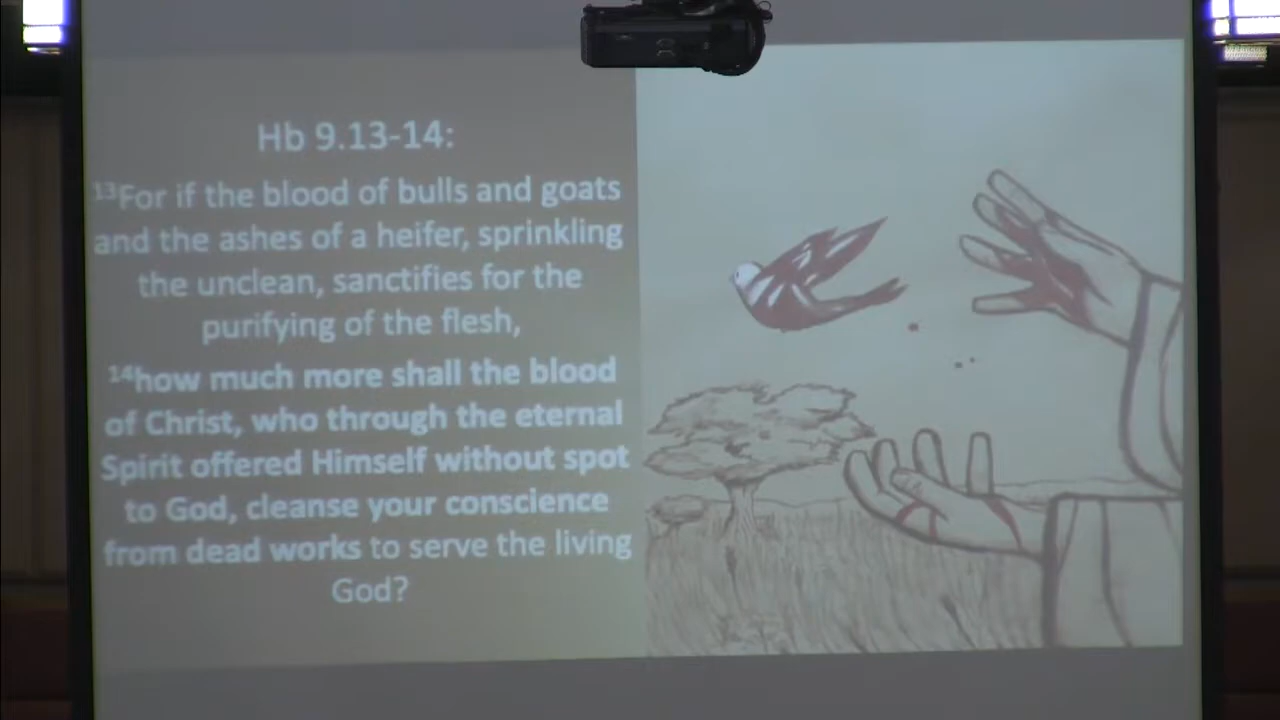 Hb 9.13-14:
¹³For if the blood of bulls and goats
and the ashes of a heifer, sprinkling
the unclean, sanctifies for the
purifying of the flesh,
¹⁴how much more shall the blood
of Christ, who through the eternal
Spirit offered Himself without spot
to God, cleanse your conscience
from dead works to serve the living
God?